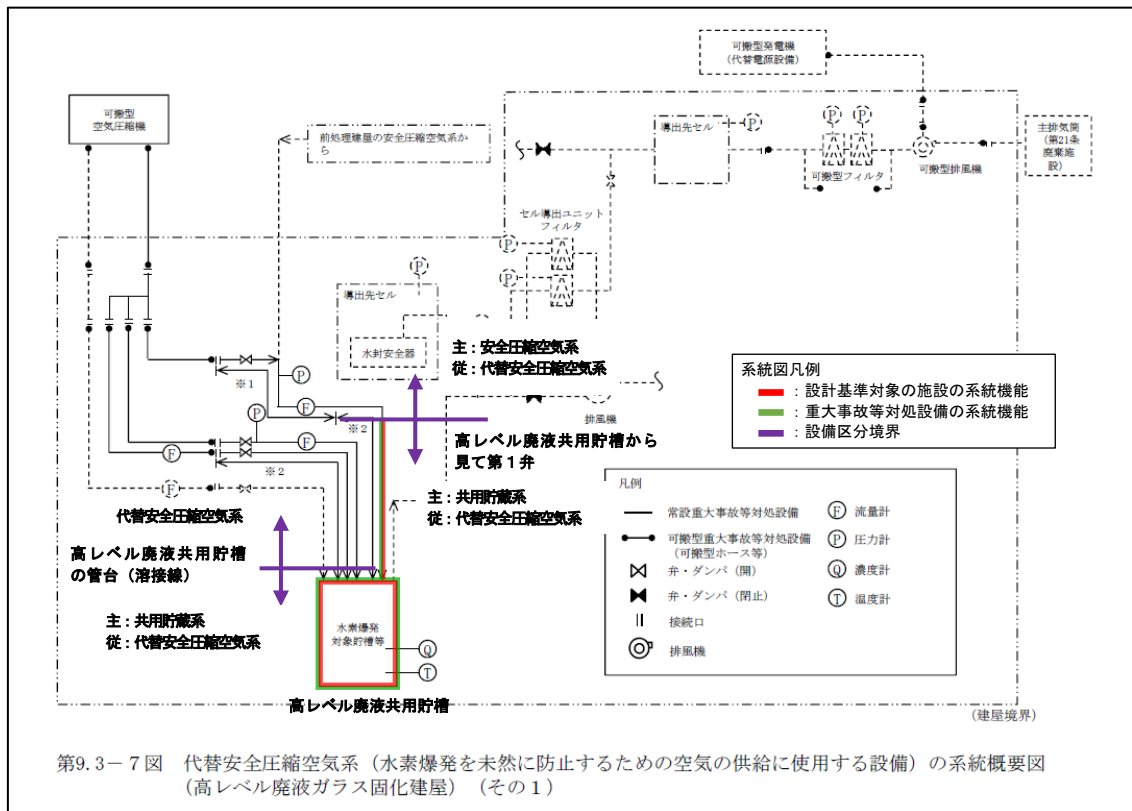 可搬型発電機
(代替電源設備)
可搬型
空気圧縮機
前処理建屋の安全圧縮空気系か
ら
導出先セル
P
P
P
主排気筒
(第21条
廃棄施
設)
可搬型フィルタ
可搬型排風機
セル導出ユニット
フィルタ
P
P
P
導出先セル
水封安全器
主：安全圧縮空気系
従：代替安全圧縮空気系
系統図凡例
：設計基準対象の施設の系統機能
：重大事故等対処設備の系統機能
：設備区分境界
※1
P
F
排風機
P
F
※2
高レベル廃液共用貯槽から
見て第１弁
F
※2
F
代替安全圧縮空気系
主：共用貯蔵系
従：代替安全圧縮空気系
高レベル廃液共用貯槽
の管台（溶接線）
主：共用貯蔵系
従：代替安全圧縮空気系
水素爆発
対象貯槽等
Q
T
高レベル廃液共用貯槽
凡例
常設重大事故等対処設備
可搬型重大事故等対処設備
（可搬型ホース等）
弁・ダンパ（開）
弁・ダンパ（閉止）
接続口
排風機
F 流量計
P 圧力計
Q 濃度計
T 温度計
(建屋境界)
第9.3－7図 代替安全圧縮空気系（水素爆発を未然に防止するための空気の供給に使用する設備）の系統概要図
（高レベル廃液ガラス固化建屋）（その１）